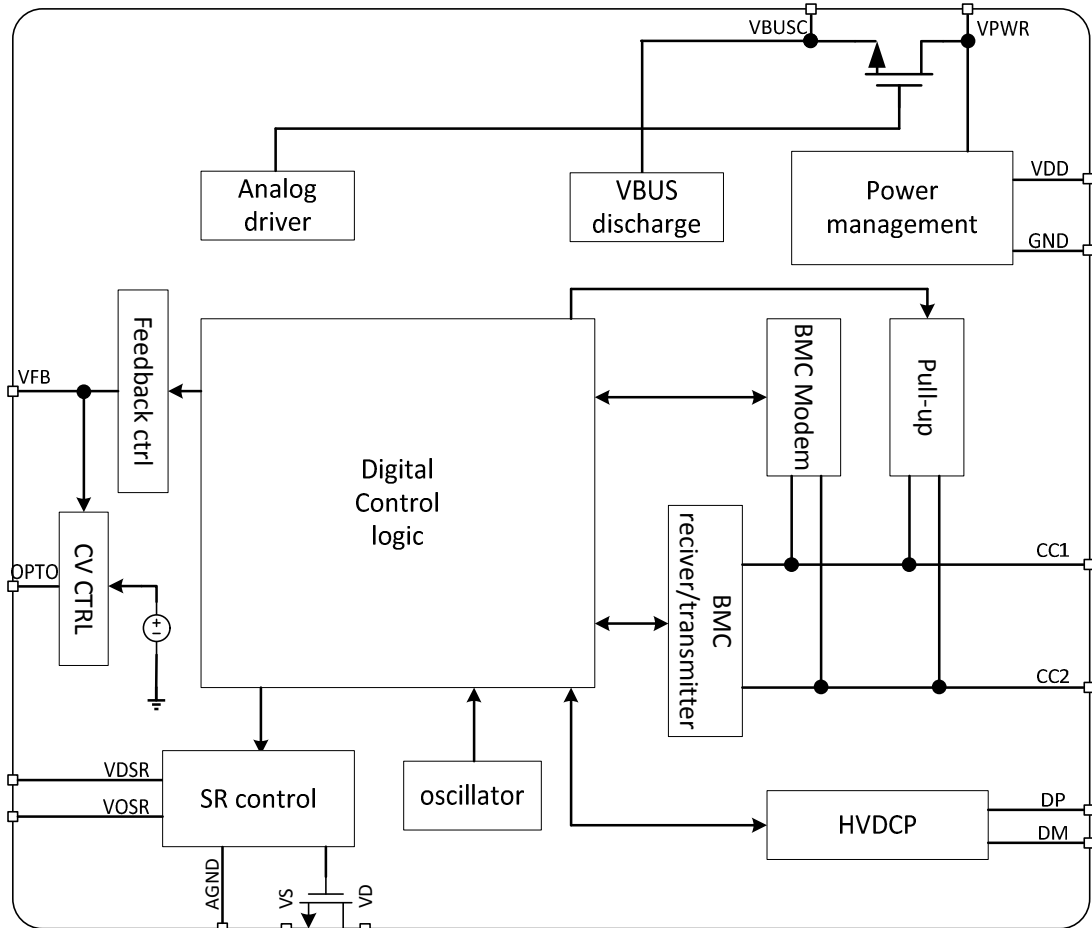 VBUSC
VPWR
Analog
driver
VBUS
discharge
Power
management
VDD
GND
Feedback ctrl
VFB
Digital
Control
logic
BMC Modem
Pull-up
CV CTRL
OPTO
+
−
BMC
reciver/transmitter
CC1
CC2
VDSR
VOSR
SR control
oscillator
HVDCP
DP
DM
AGND
VS
VD